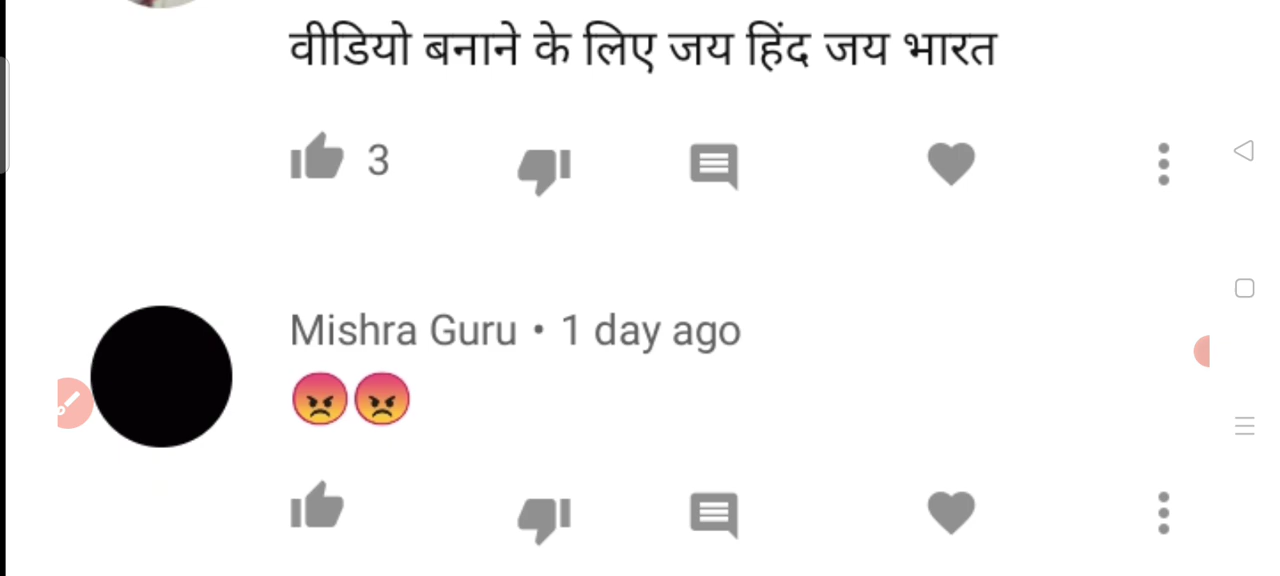 वीडियो बनाने के लिए जय हिंद जय भारत
3
Mishra Guru • 1 day ago
😡😡